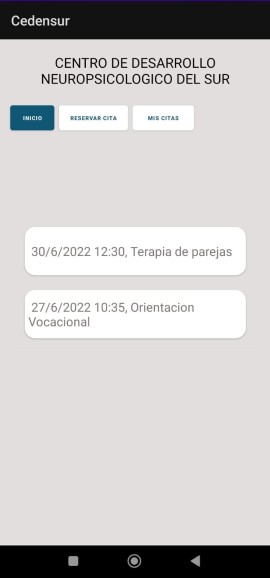 Cedensur
CENTRO DE DESARROLLO
NEUROPSICOLOGICO DEL SUR
INICIO
RESERVAR CITA
MIS CITAS
30/6/2022 12:30, Terapia de parejas
27/6/2022 10:35, Orientacion
Vocacional